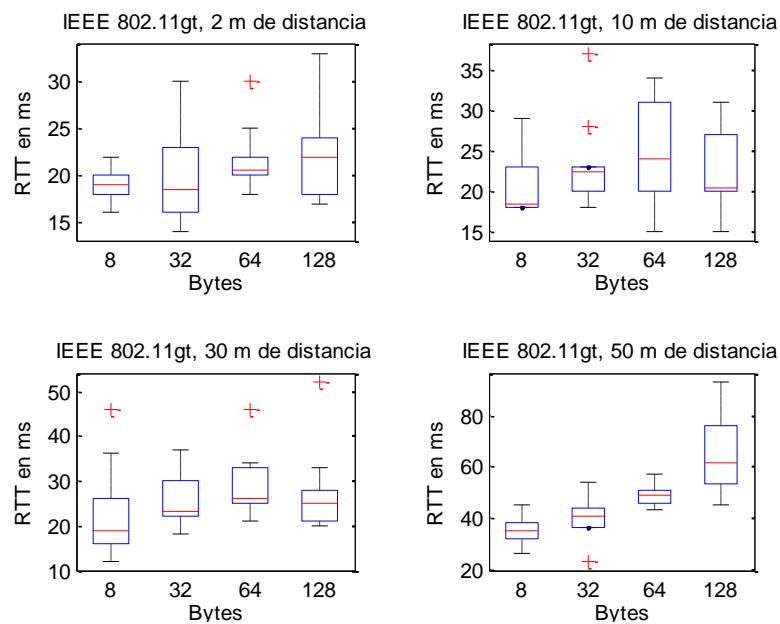 IEEE 802.11gt, 2 m de distancia
30
25
20
15
RTT en ms
8 32 64 128
Bytes
IEEE 802.11gt, 10 m de distancia
35
30
25
20
15
RTT en ms
8 32 64 128
Bytes
IEEE 802.11gt, 30 m de distancia
50
40
30
20
10
RTT en ms
8 32 64 128
Bytes
IEEE 802.11gt, 50 m de distancia
80
60
40
20
RTT en ms
8 32 64 128
Bytes